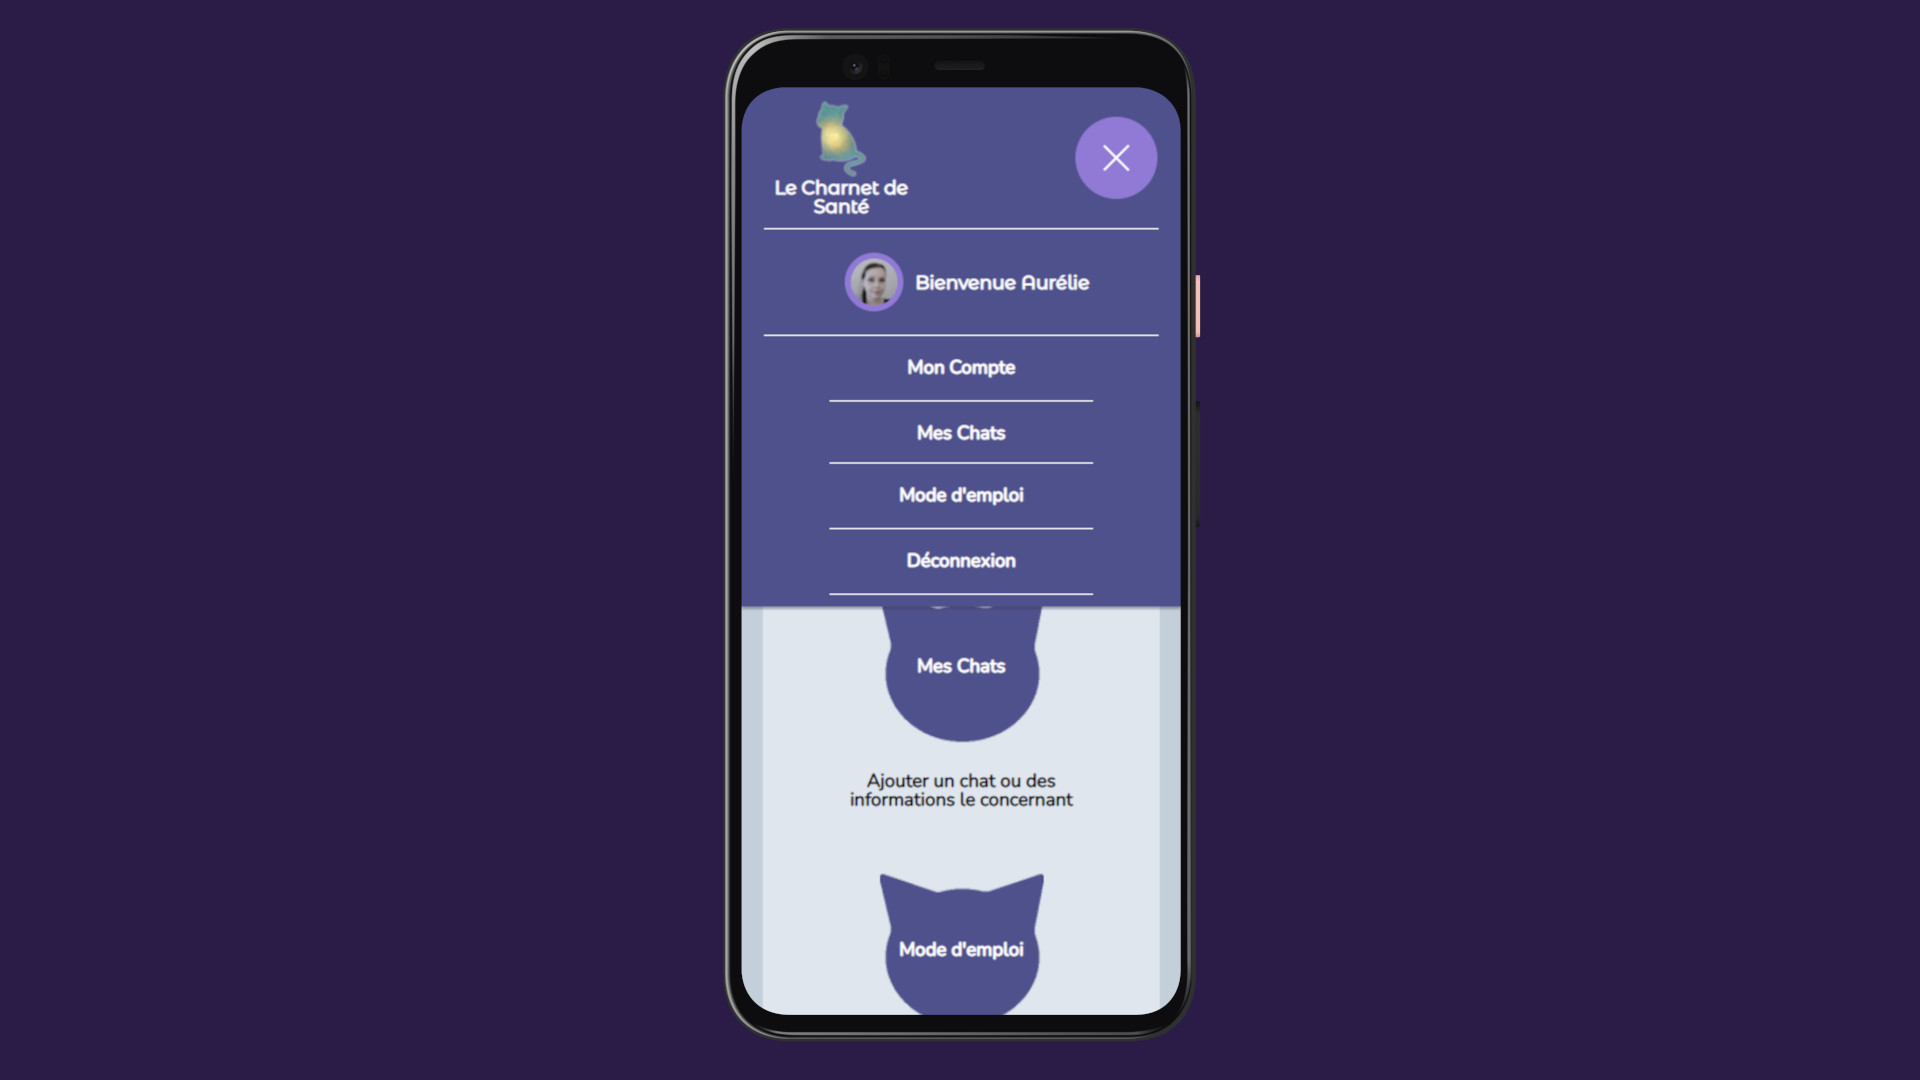 Le Charnet de
Santé
Bienvenue Aurélie
Mon Compte
Mes Chats
Mode d'emploi
Déconnexion
Mes Chats
Ajouter un chat ou des
informations le concernant
Mode d'emploi